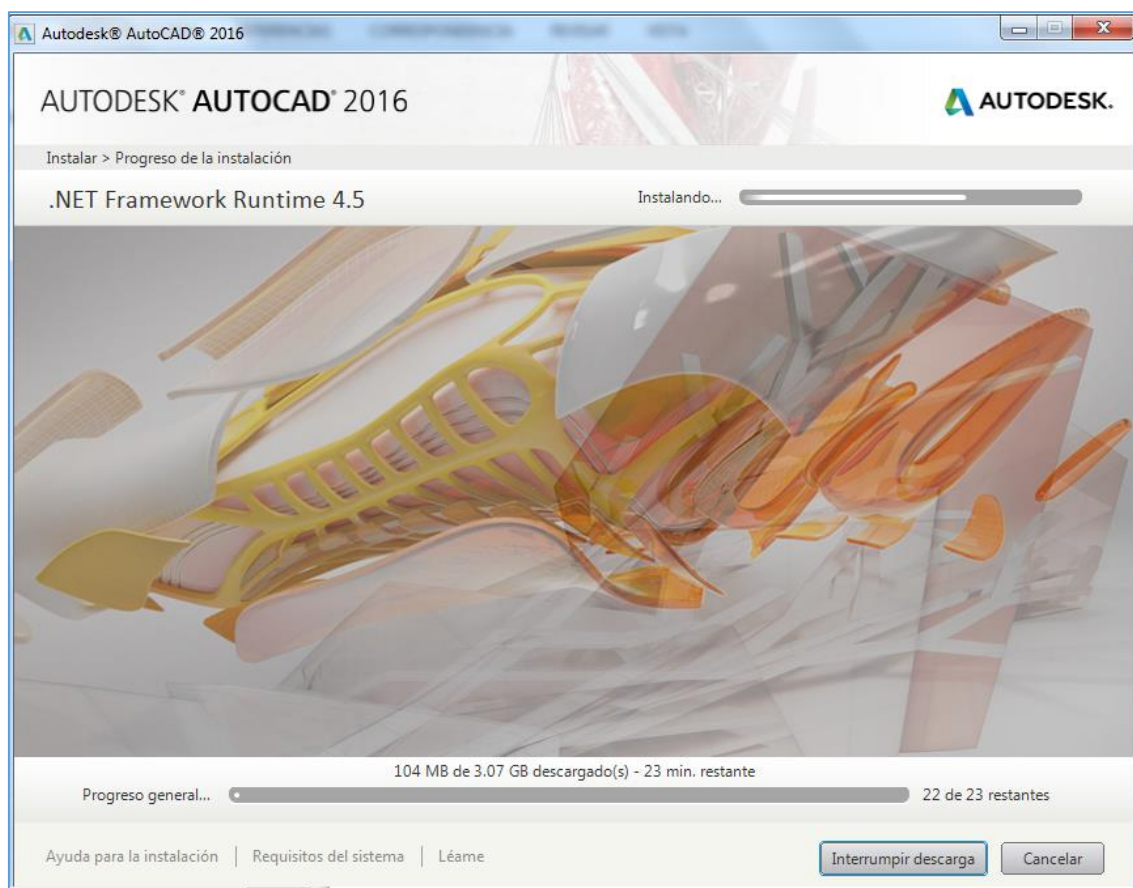 Autodesk® AutoCAD® 2016
AUTODESK® AUTOCAD® 2016
AUTODESK.
Instalar > Progreso de la instalación
.NET Framework Runtime 4.5
Instalando...
104 MB de 3.07 GB descargado(s) - 23 min. restante
Progreso general...
22 de 23 restantes
Ayuda para la instalación | Requisitos del sistema | Léame
Interrumpir descarga
Cancelar